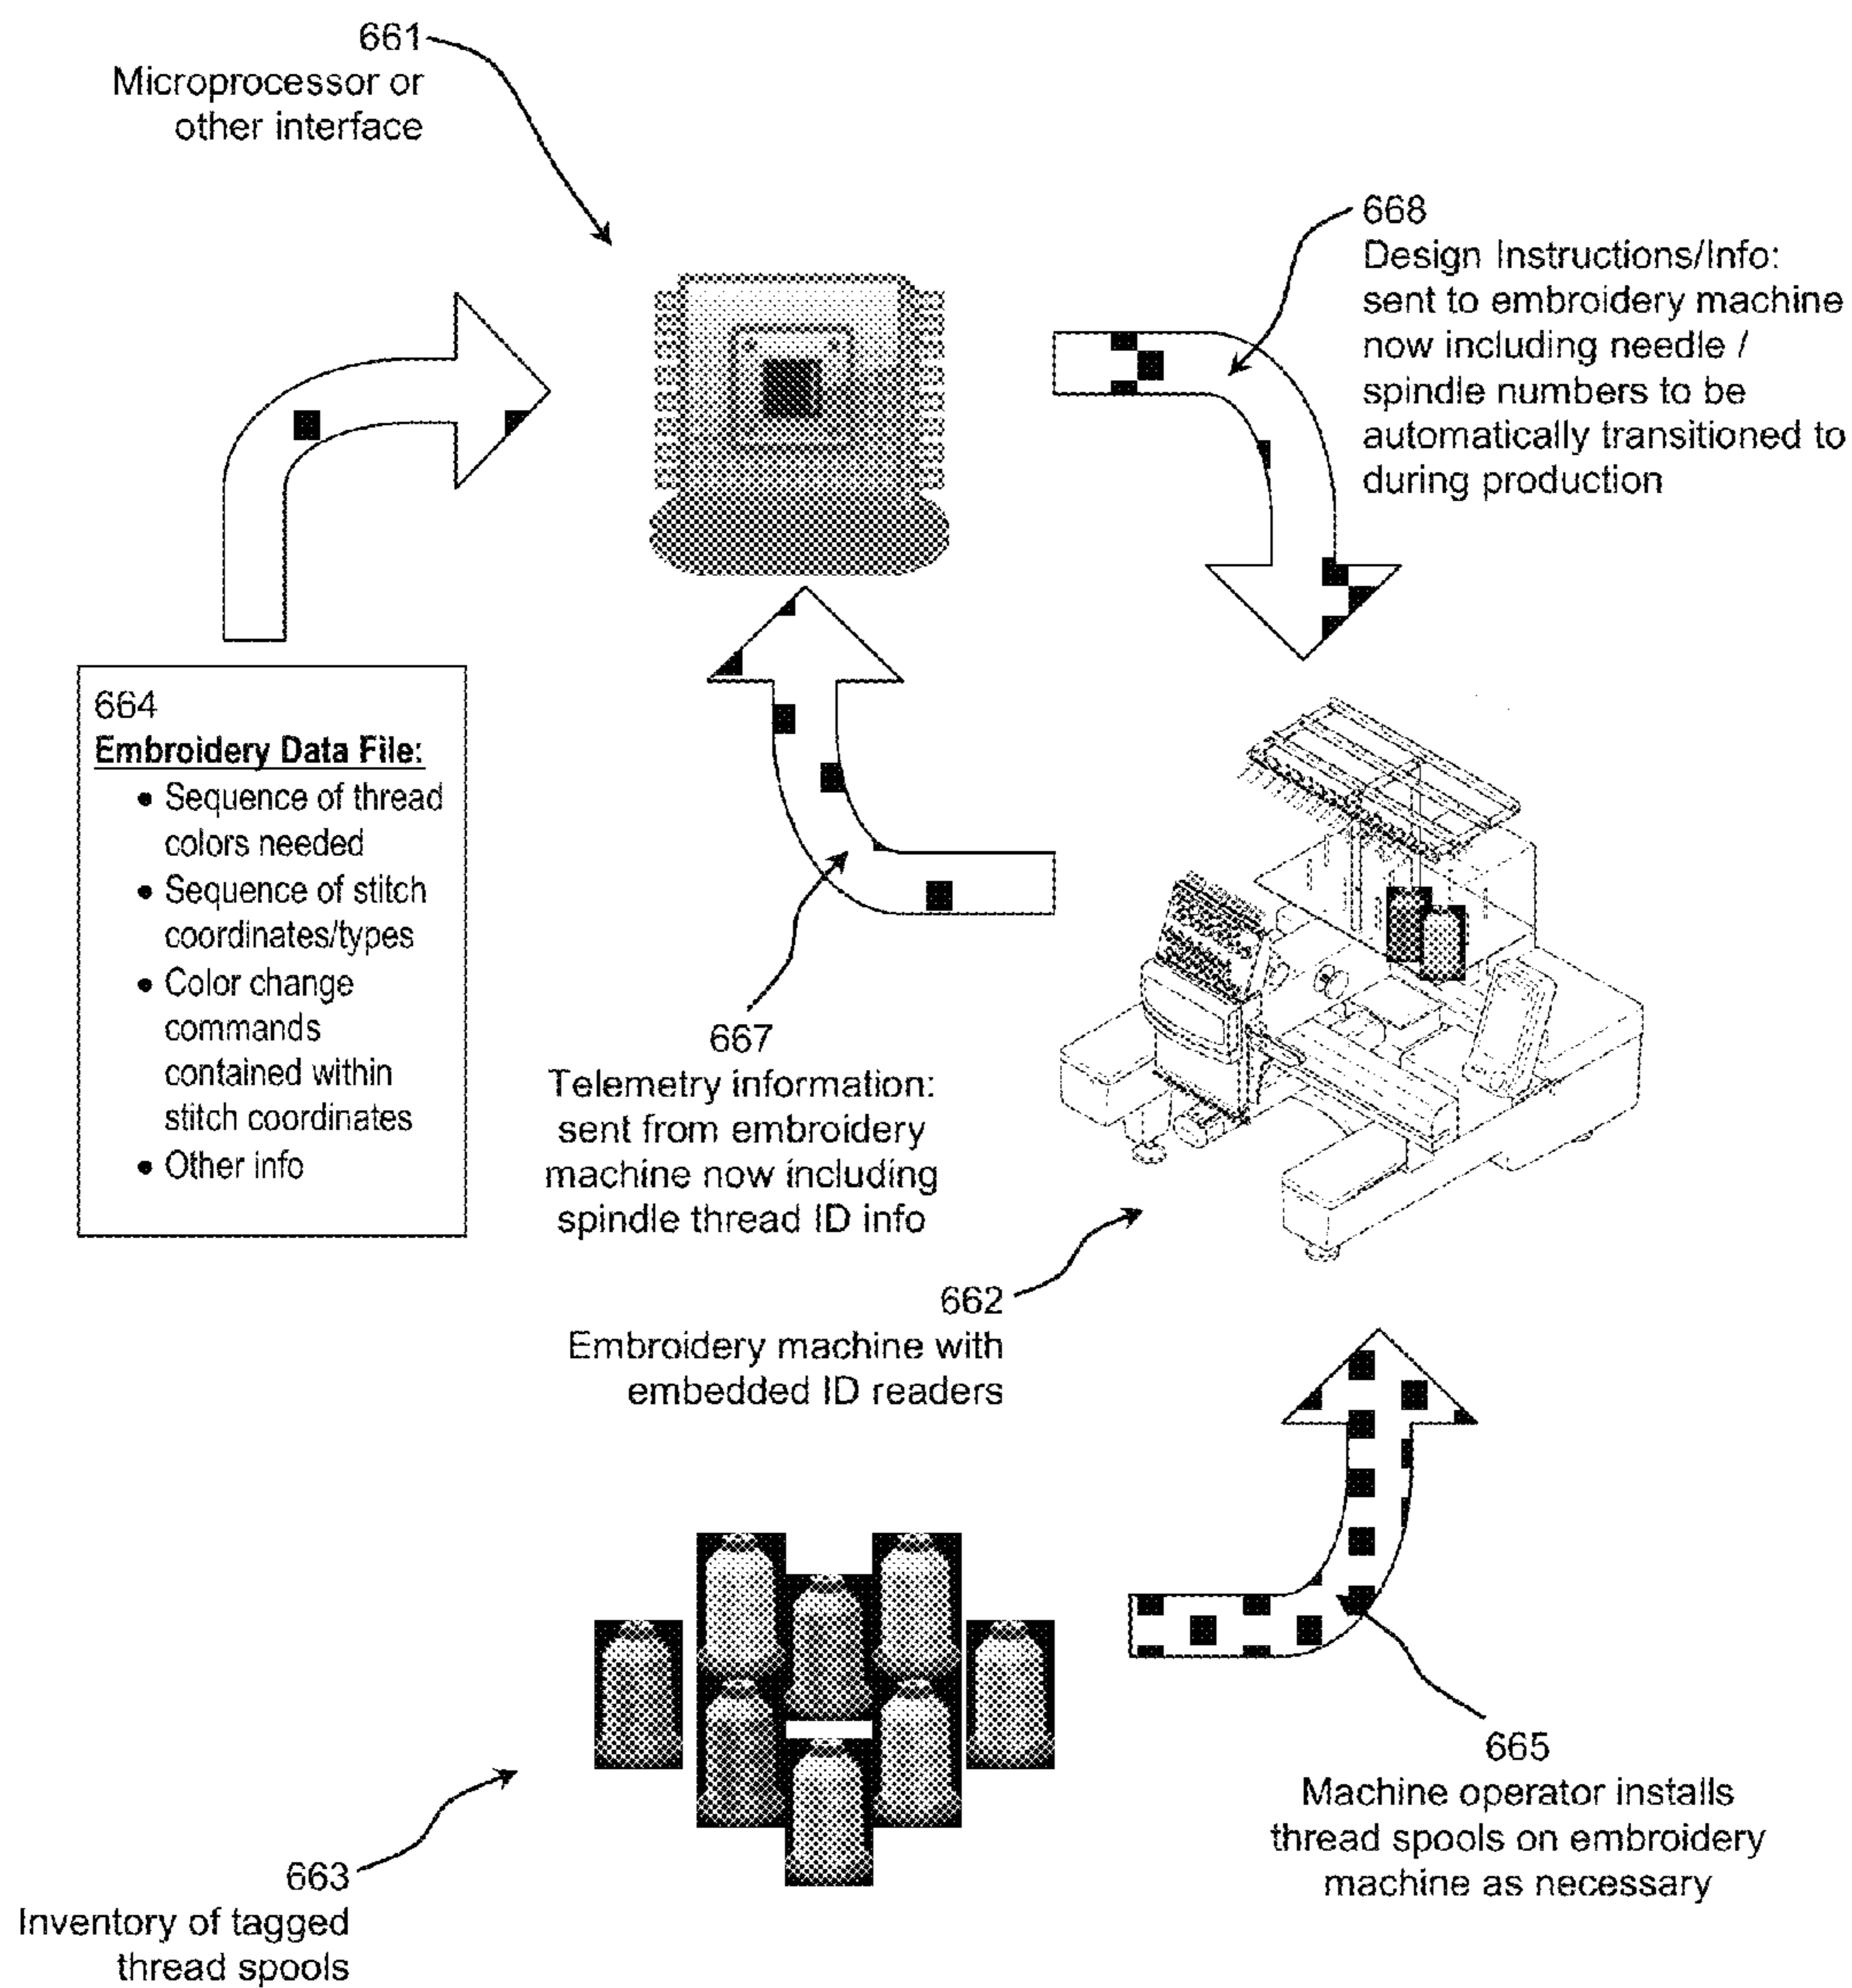 661
Microprocessor or
other interface
668
Design Instructions/Info:
sent to embroidery machine
now including needle /
spindle numbers to be
automatically transitioned to
during production
664
Embroidery Data File:
• Sequence of thread
colors needed
• Sequence of stitch
coordinates/types
• Color change
commands
contained within
stitch coordinates
• Other info
667
Telemetry information:
sent from embroidery
machine now including
spindle thread ID info
662
Embroidery machine with
embedded ID readers
665
Machine operator installs
thread spools on embroidery
machine as necessary
663
Inventory of tagged
thread spools